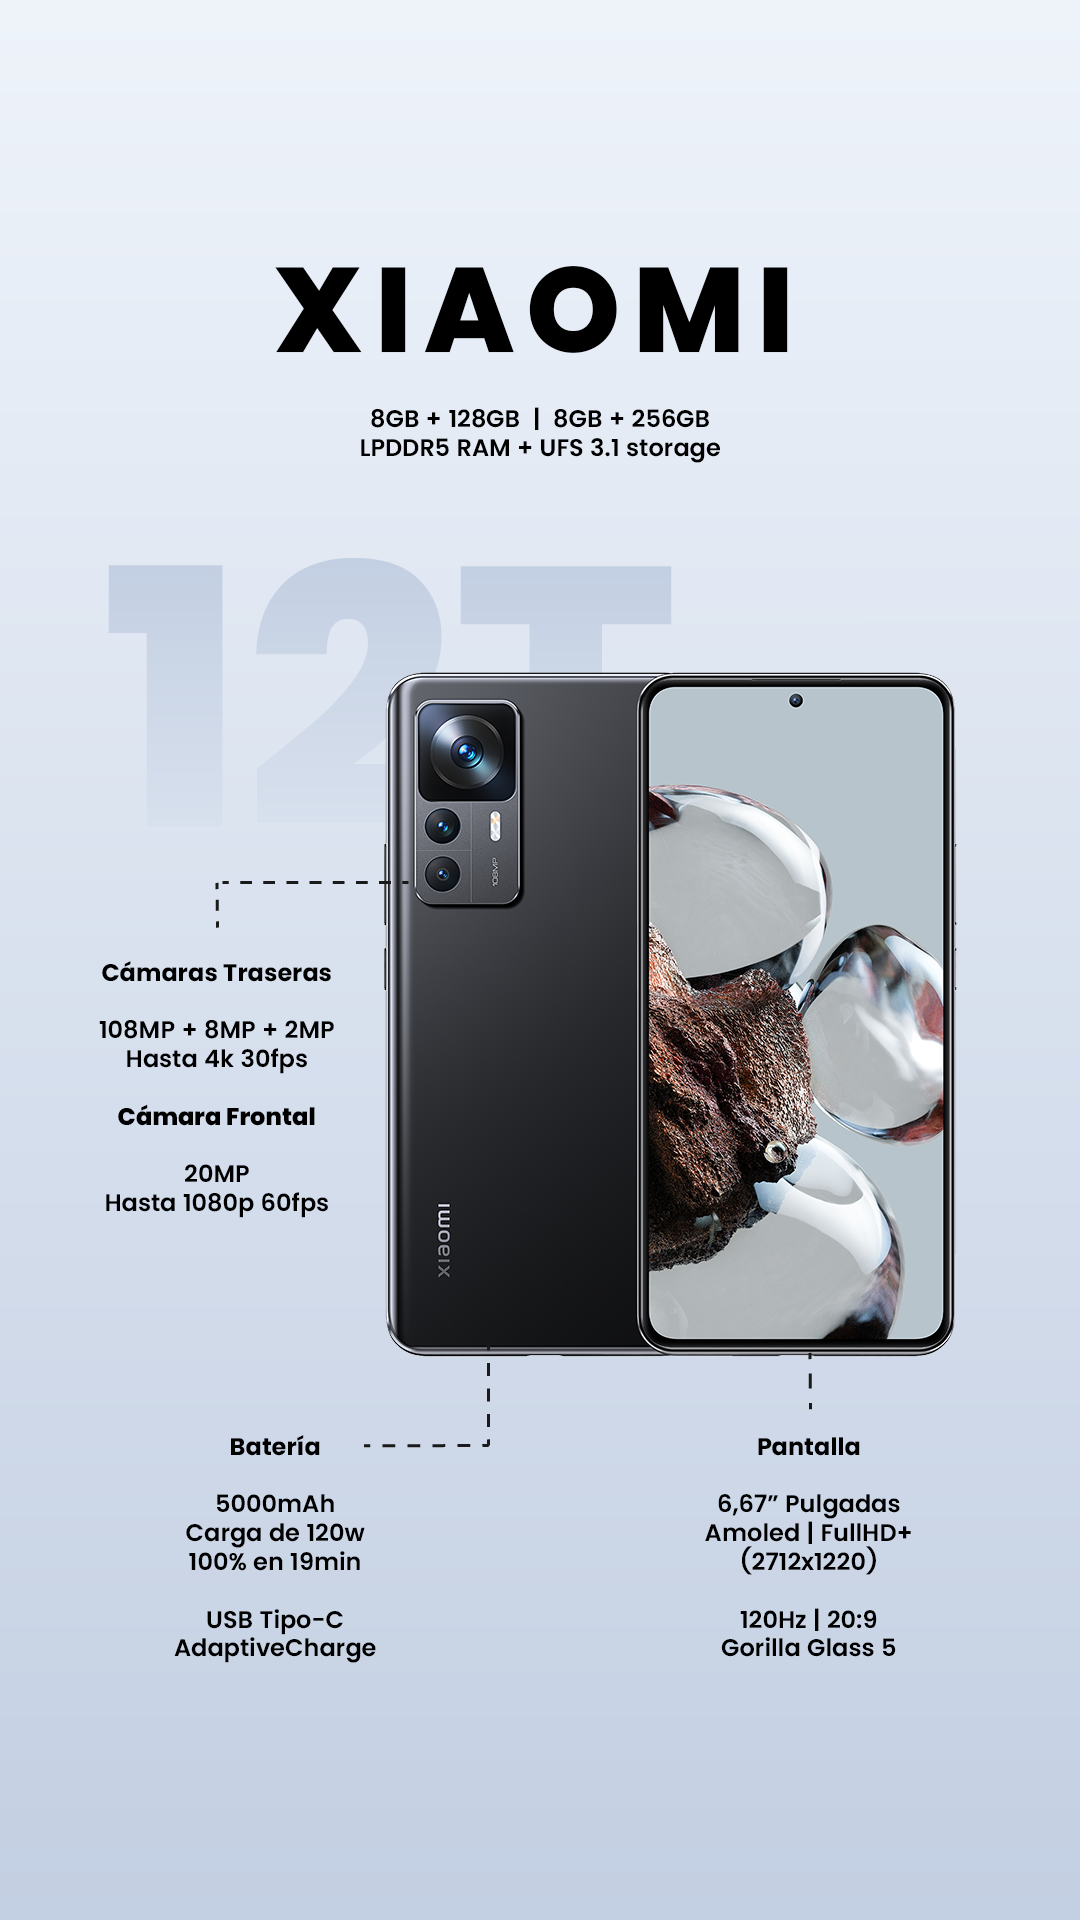 XIAOMI
8GB + 128GB | 8GB + 256GB
LPDDR5 RAM + UFS 3.1 storage
12T
108MP
Cámaras Traseras
108MP + 8MP + 2MP
Hasta 4k 30fps
Cámara Frontal
20MP
Hasta 1080p 60fps
xiaomi
Batería
5000mAh
Carga de 120w
100% en 19min
USB Tipo-C
AdaptiveCharge
Pantalla
6,67” Pulgadas
Amoled | FullHD+
(2712x1220)
120Hz | 20:9
Gorilla Glass 5